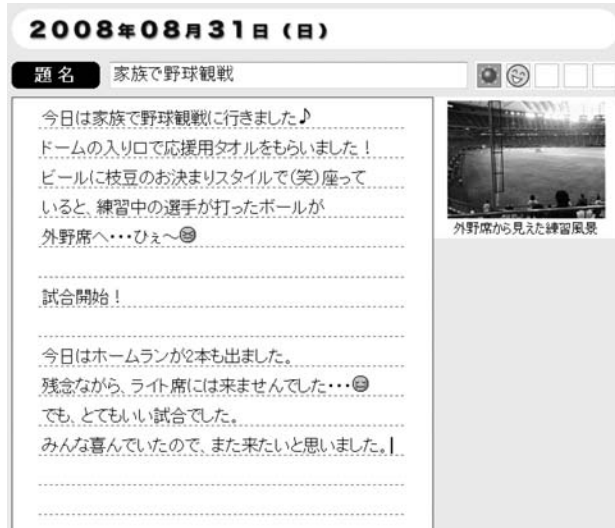 2008年08月31日（日）
題名 家族で野球観戦
今日は家族で野球観戦に行きました♪
ドームの入り口で応援用タオルをもらいました！
ビールに枝豆のお決まりスタイルで(笑)座って
いると、練習中の選手が打ったボールが
外野席へ・・・ひぇ～
外野席から見えた練習風景
試合開始！
今日はホームランが2本も出ました。
残念ながら、ライト席には来ませんでした・・・
でも、とてもいい試合でした。
みんな喜んでいたので、また来たいと思いました。